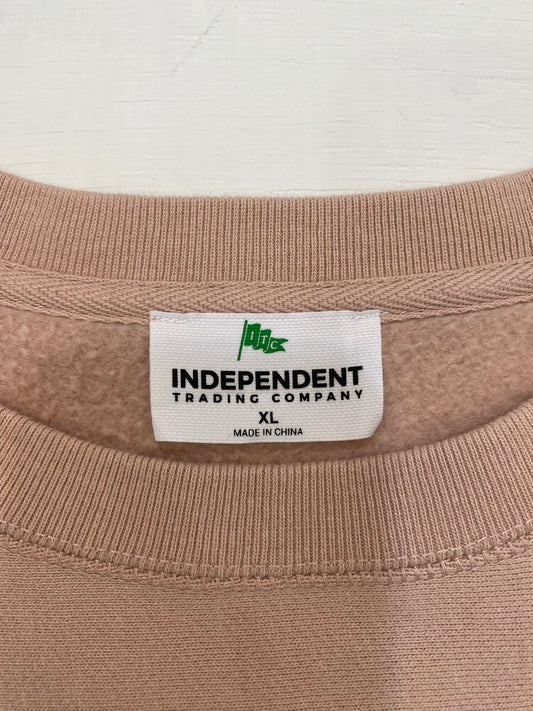 ITC
INDEPENDENT
TRADING COMPANY
XL
MADE IN CHINA